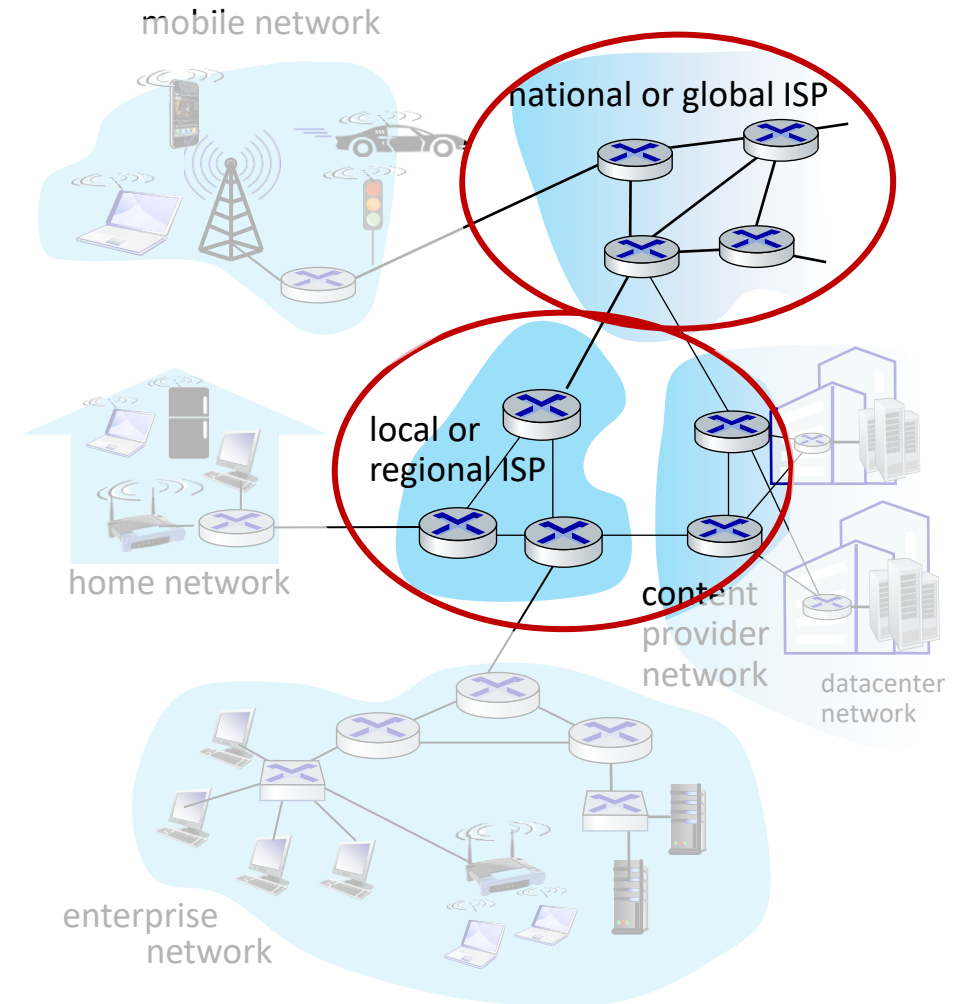 mobile network
national or global ISP
local or
regional ISP
home network
content
provider
network
datacenter
network
enterprise
network